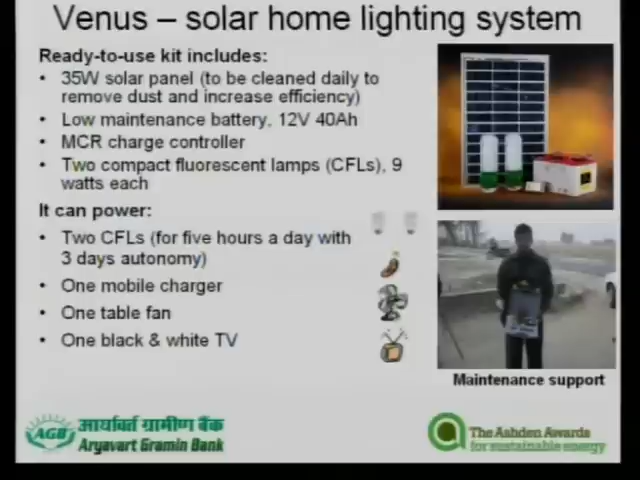 Venus – solar home lighting system
Ready-to-use kit includes:
• 35W solar panel (to be cleaned daily to
remove dust and increase efficiency)
• Low maintenance battery, 12V 40Ah
• MCR charge controller
• Two compact fluorescent lamps (CFLs), 9
watts each
It can power:
• Two CFLs (for five hours a day with
3 days autonomy)
• One mobile charger
• One table fan
• One black & white TV
Maintenance support
AGB
आर्यावर्त ग्रामीण बैंक
Aryavart Gramin Bank
The Ashden Awards
for sustainable energy